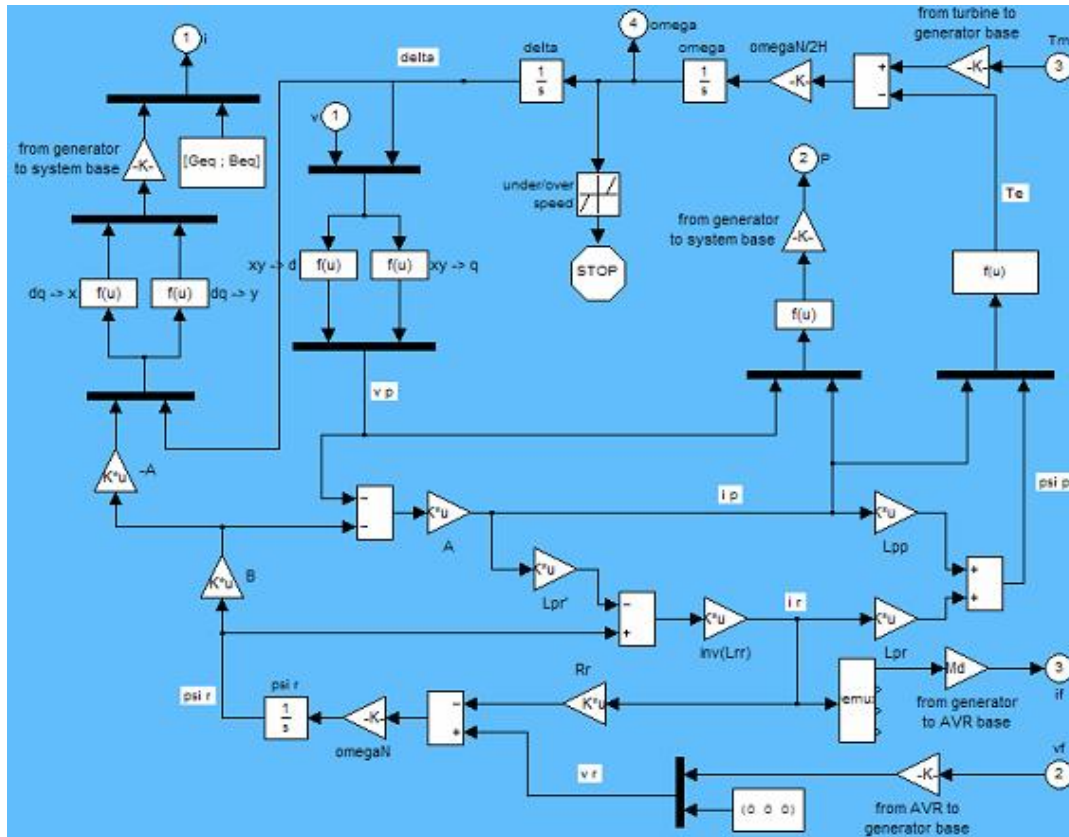 1
i
delta
delta
1
s
4
omega
omega
1
s
omegaN/2H
-K-
+
−
from turbine to
generator base
-K-
Tm
3
v
1
from generator
to system base
-K-
[Geq ; Beq]
under/over
speed
STOP
2
P
from generator
to system base
-K-
Te
f(u)
xy -> d
f(u)
f(u)
xy -> q
dq -> x
f(u)
f(u)
dq -> y
f(u)
v p
K*u
-A
−
−
K*u
A
i p
K*u
Lpp
psi p
K*u
B
K*u
Lpr'
−
+
K*u
inv(Lrr)
i r
K*u
Lpr
+
+
psi r
psi r
1
s
-K-
omegaN
−
+
Rr
K*u
emu
Md
from generator
to AVR base
3
if
v r
(0 0 0)
-K-
from AVR to
generator base
vf
2